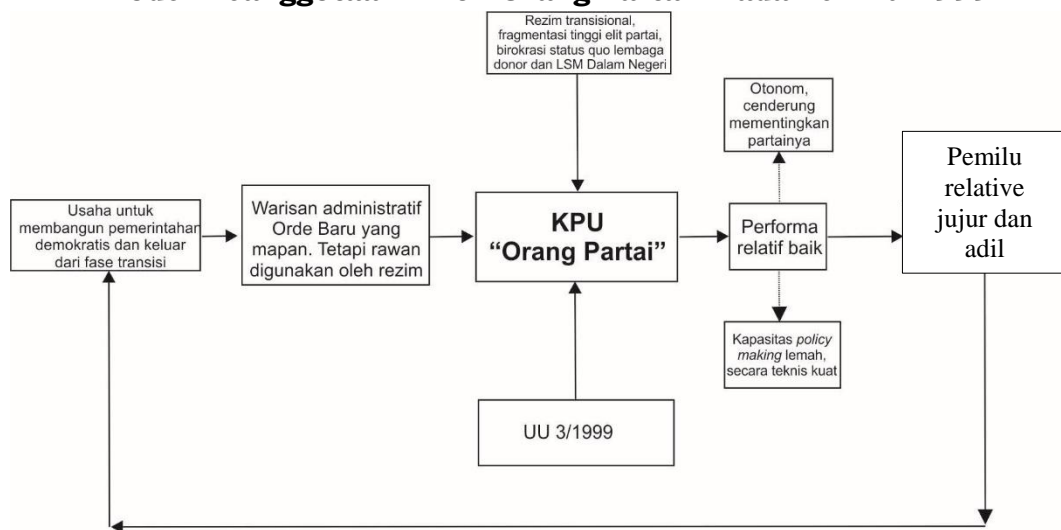 Rezim transisional,
fragmentasi tinggi elit partai,
birokrasi status quo lembaga
donor dan LSM Dalam Negeri
Otonom,
cenderung
mementingkan
partainya
Usaha untuk
membangun pemerintahan
demokratis dan keluar
dari fase transisi
Warisan administratif
Orde Baru yang
mapan. Tetapi rawan
digunakan oleh rezim
KPU
“Orang Partai”
Performa
relatif baik
Pemilu
relative
jujur dan
adil
Kapasitas policy
making lemah,
secara teknis kuat
UU 3/1999